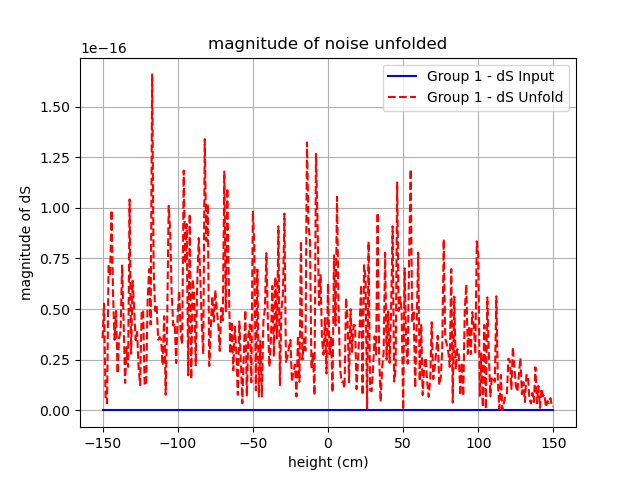 magnitude of noise unfolded
1e−16
Group 1 - dS Input
Group 1 - dS Unfold
1.50
1.25
1.00
0.75
0.50
0.25
0.00
magnitude of dS
−150
−100
−50
0
50
100
150
height (cm)